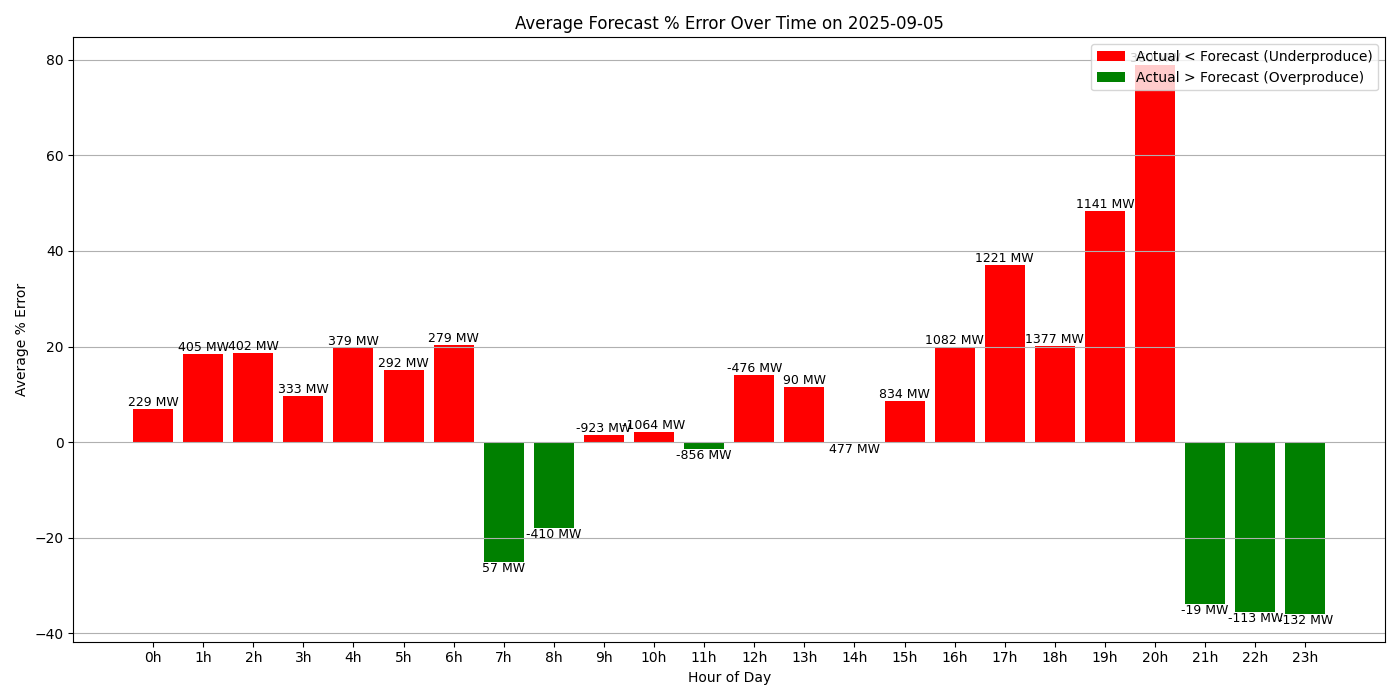 Average Forecast % Error Over Time on 2025-09-05
Actual < Forecast (Underproduce)
Actual > Forecast (Overproduce)
Average % Error
80
60
40
20
0
−20
−40
229 MW
405 MW
402 MW
333 MW
379 MW
292 MW
279 MW
57 MW
-410 MW
-923 MW
-1064 MW
-856 MW
-476 MW
90 MW
477 MW
834 MW
1082 MW
1221 MW
1377 MW
1141 MW
-19 MW
-113 MW
-132 MW
0h 1h 2h 3h 4h 5h 6h 7h 8h 9h 10h 11h 12h 13h 14h 15h 16h 17h 18h 19h 20h 21h 22h 23h
Hour of Day